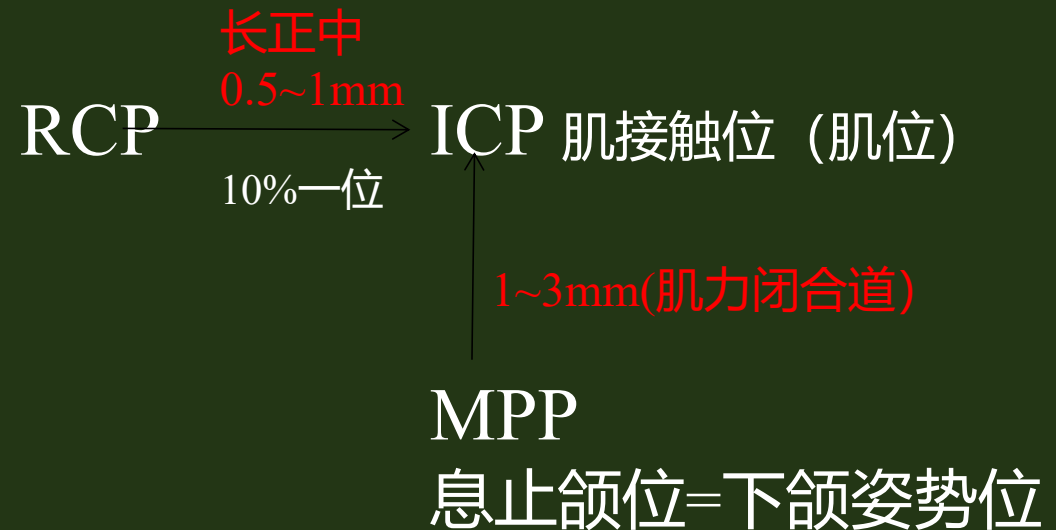 长正中
0.5~1mm
RCP
ICP 肌接触位（肌位）
10%一位
1~3mm(肌力闭合道）
MPP
息止颌位=下颌姿势位